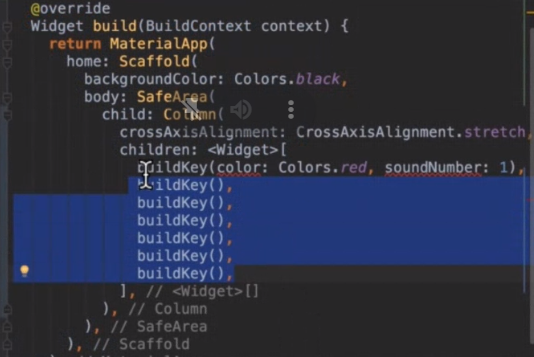 @override
Widget build(BuildContext context) {
return MaterialApp(
home: Scaffold(
backgroundColor: Colors.black,
body: SafeArea(
child: Column(
crossAxisAlignment: CrossAxisAlignment.stretch,
children: <Widget>[
buildKey(color: Colors.red, soundNumber: 1),
buildKey(),
buildKey(),
buildKey(),
buildKey(),
buildKey(),
buildKey(),
], // <Widget>[]
), // Column
), // SafeArea
), // Scaffold